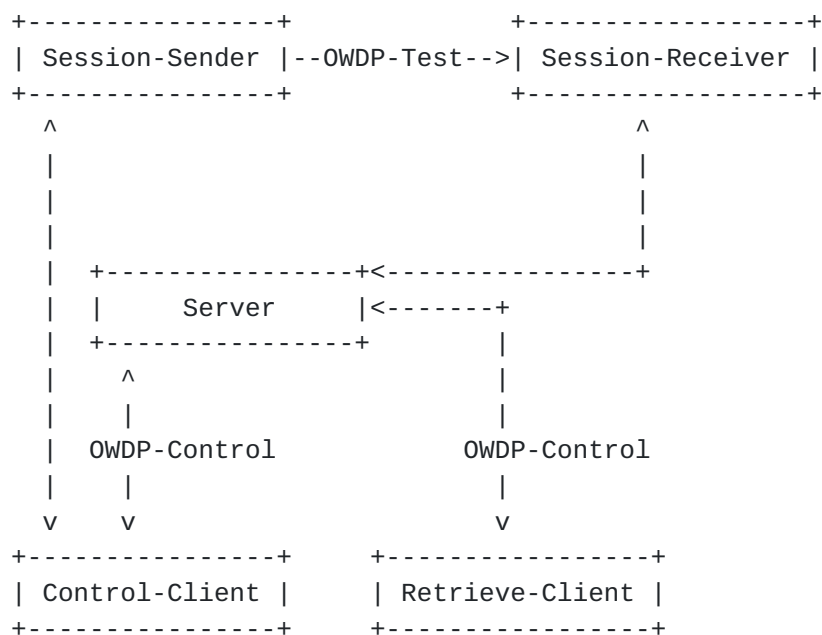 Session-Sender --OWDP-Test--> Session-Receiver
Server
OWDP-Control OWDP-Control
Control-Client Retrieve-Client